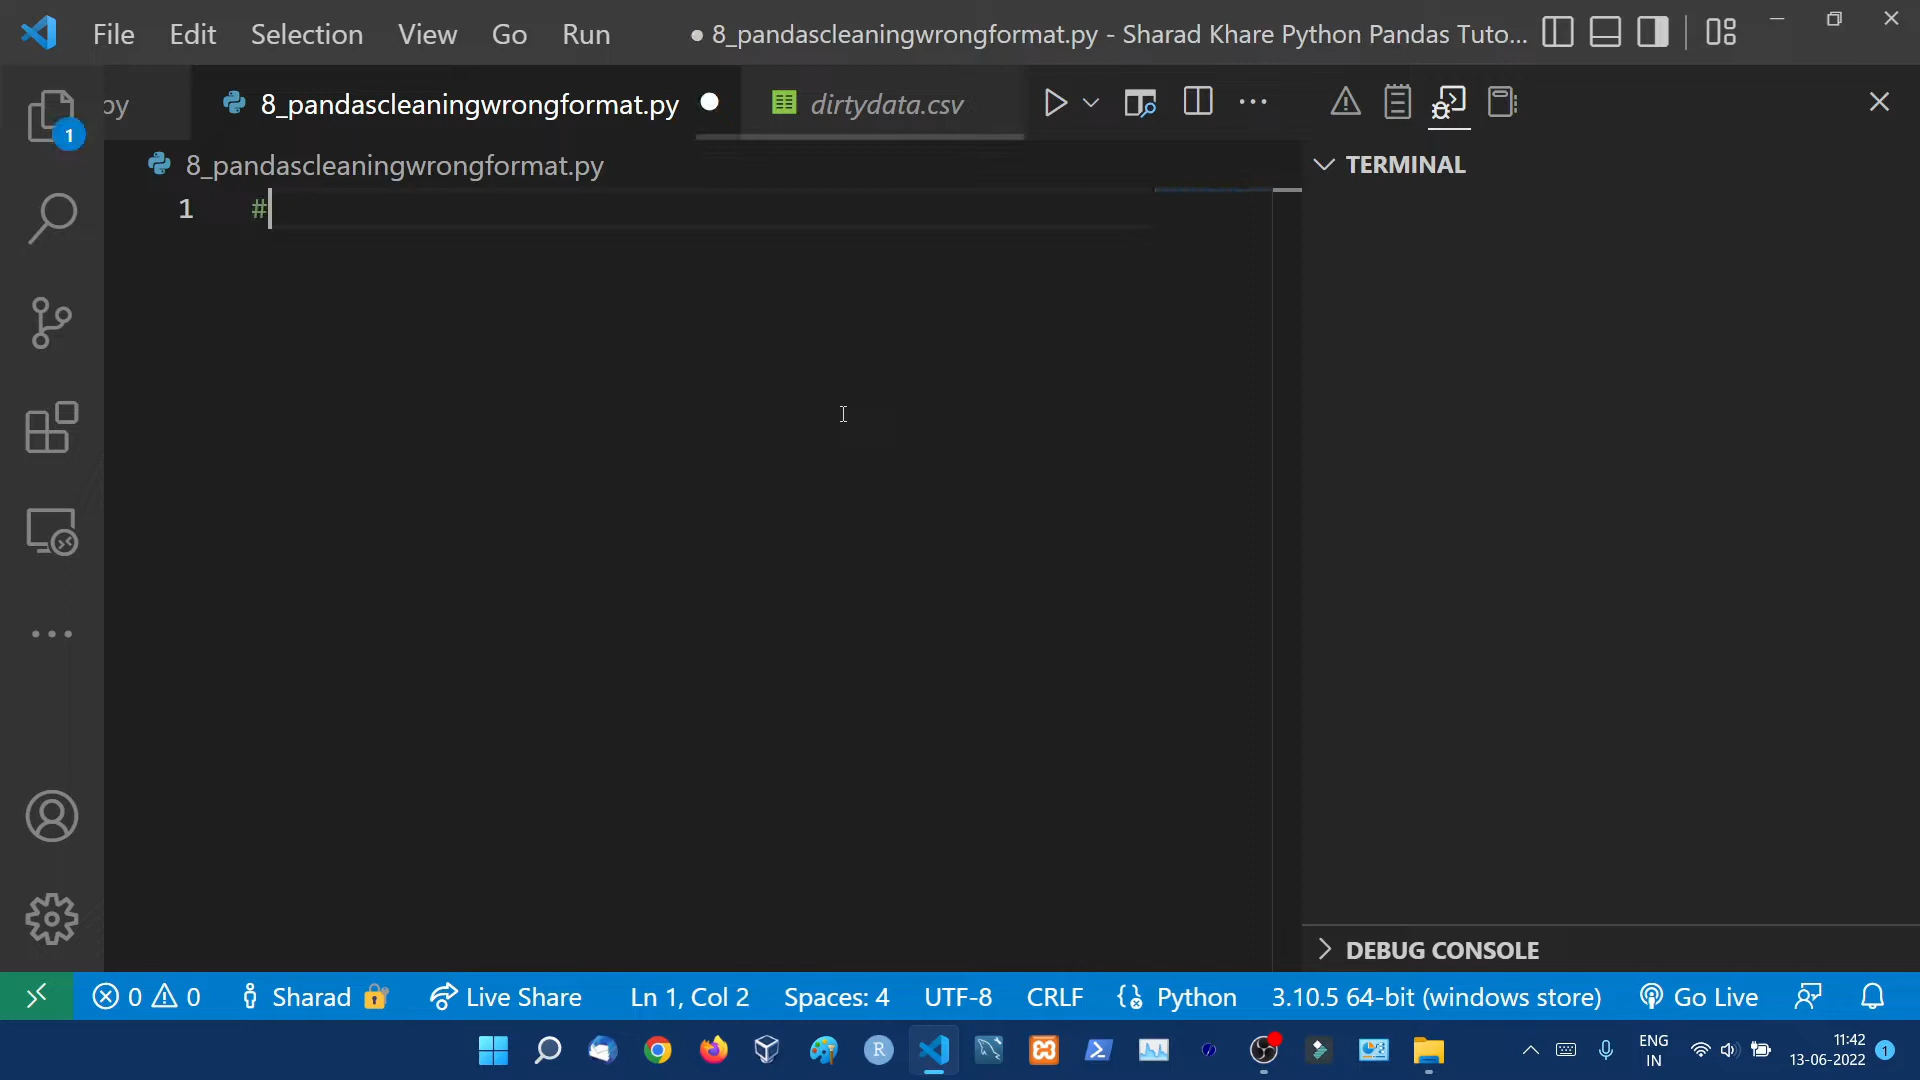 File Edit Selection View Go Run ● 8_pandascleaningwrongformat.py - Sharad Khare Python Pandas Tuto...
py 8_pandascleaningwrongformat.py dirtydata.csv
8_pandascleaningwrongformat.py
TERMINAL
1 #
1
DEBUG CONSOLE
0 0 Sharad Live Share Ln 1, Col 2 Spaces: 4 UTF-8 CRLF Python 3.10.5 64-bit (windows store) Go Live
R ENG IN 11:42 13-06-2022 1